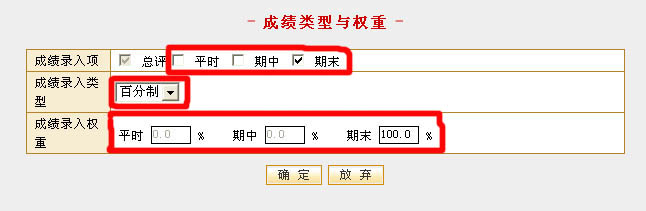 - 成绩类型与权重 -
成绩录入项 总评 平时 期中 期末
成绩录入类型 百分制
成绩录入权重 平时 0.0 % 期中 0.0 % 期末 100.0 %
确 定 放 弃